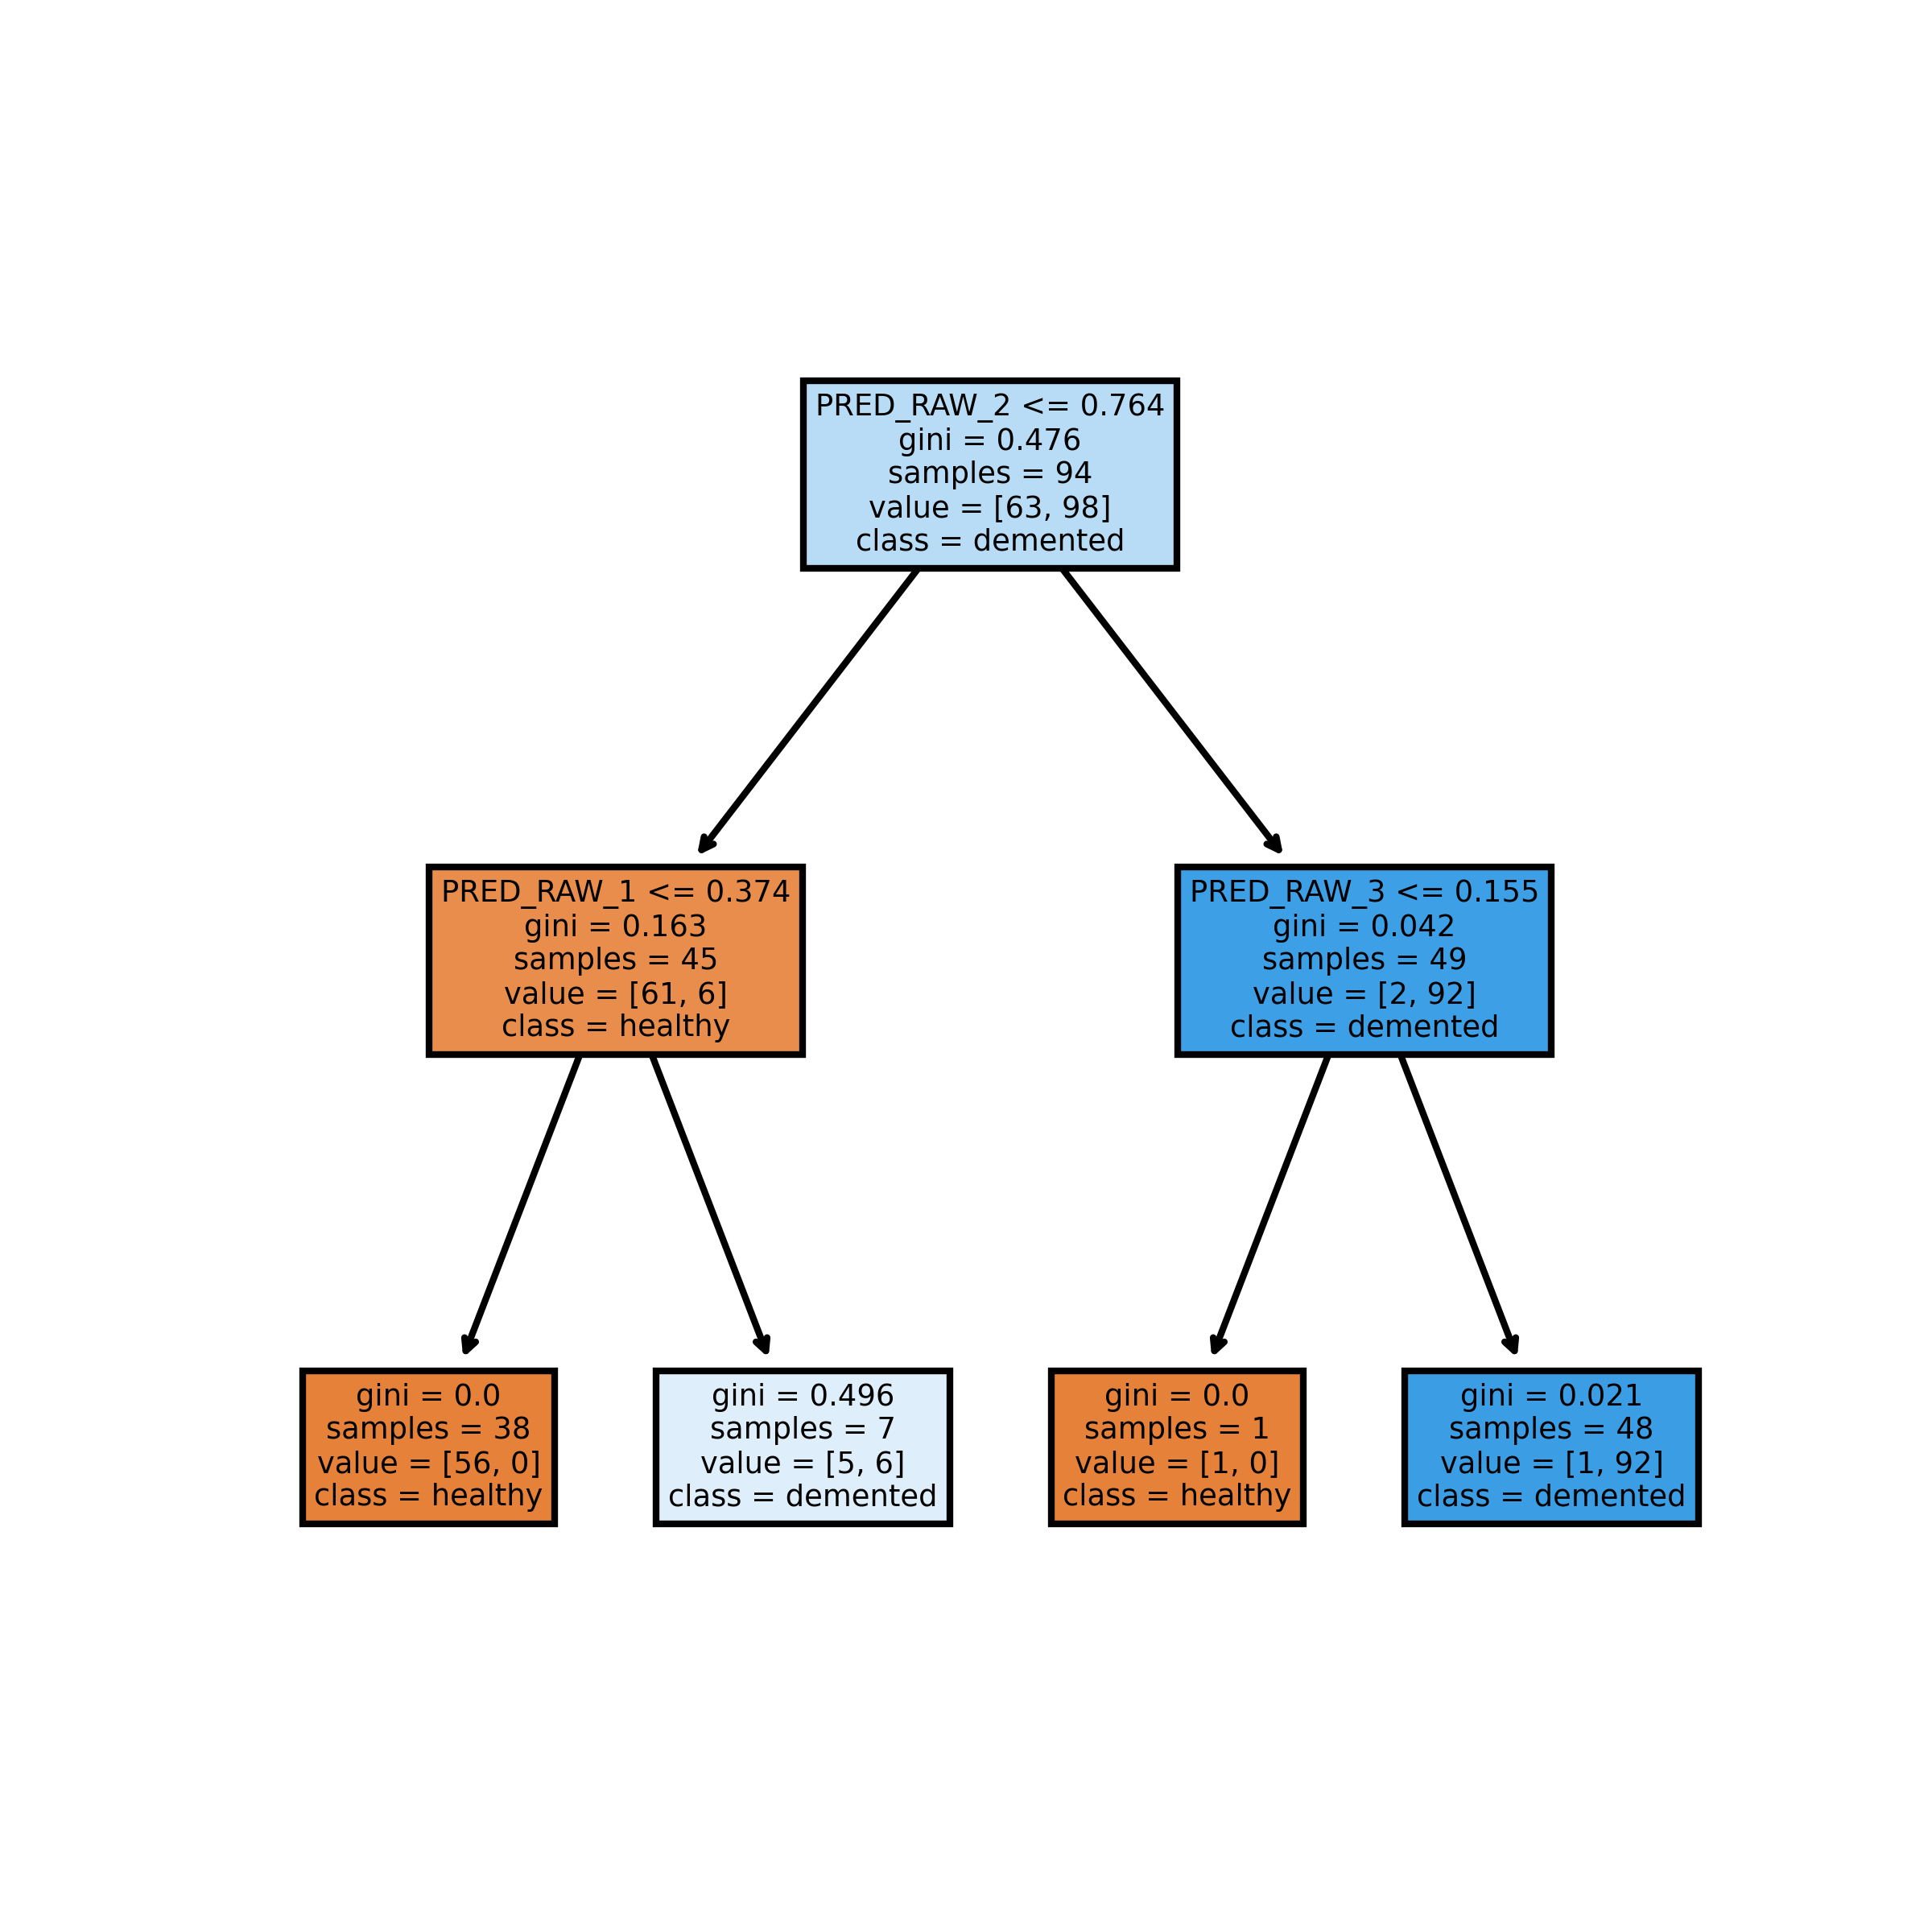 PRED_RAW_2 <= 0.764
gini = 0.476
samples = 94
value = [63, 98]
class = demented
PRED_RAW_1 <= 0.374
gini = 0.163
samples = 45
value = [61, 6]
class = healthy
PRED_RAW_3 <= 0.155
gini = 0.042
samples = 49
value = [2, 92]
class = demented
gini = 0.0
samples = 38
value = [56, 0]
class = healthy
gini = 0.496
samples = 7
value = [5, 6]
class = demented
gini = 0.0
samples = 1
value = [1, 0]
class = healthy
gini = 0.021
samples = 48
value = [1, 92]
class = demented